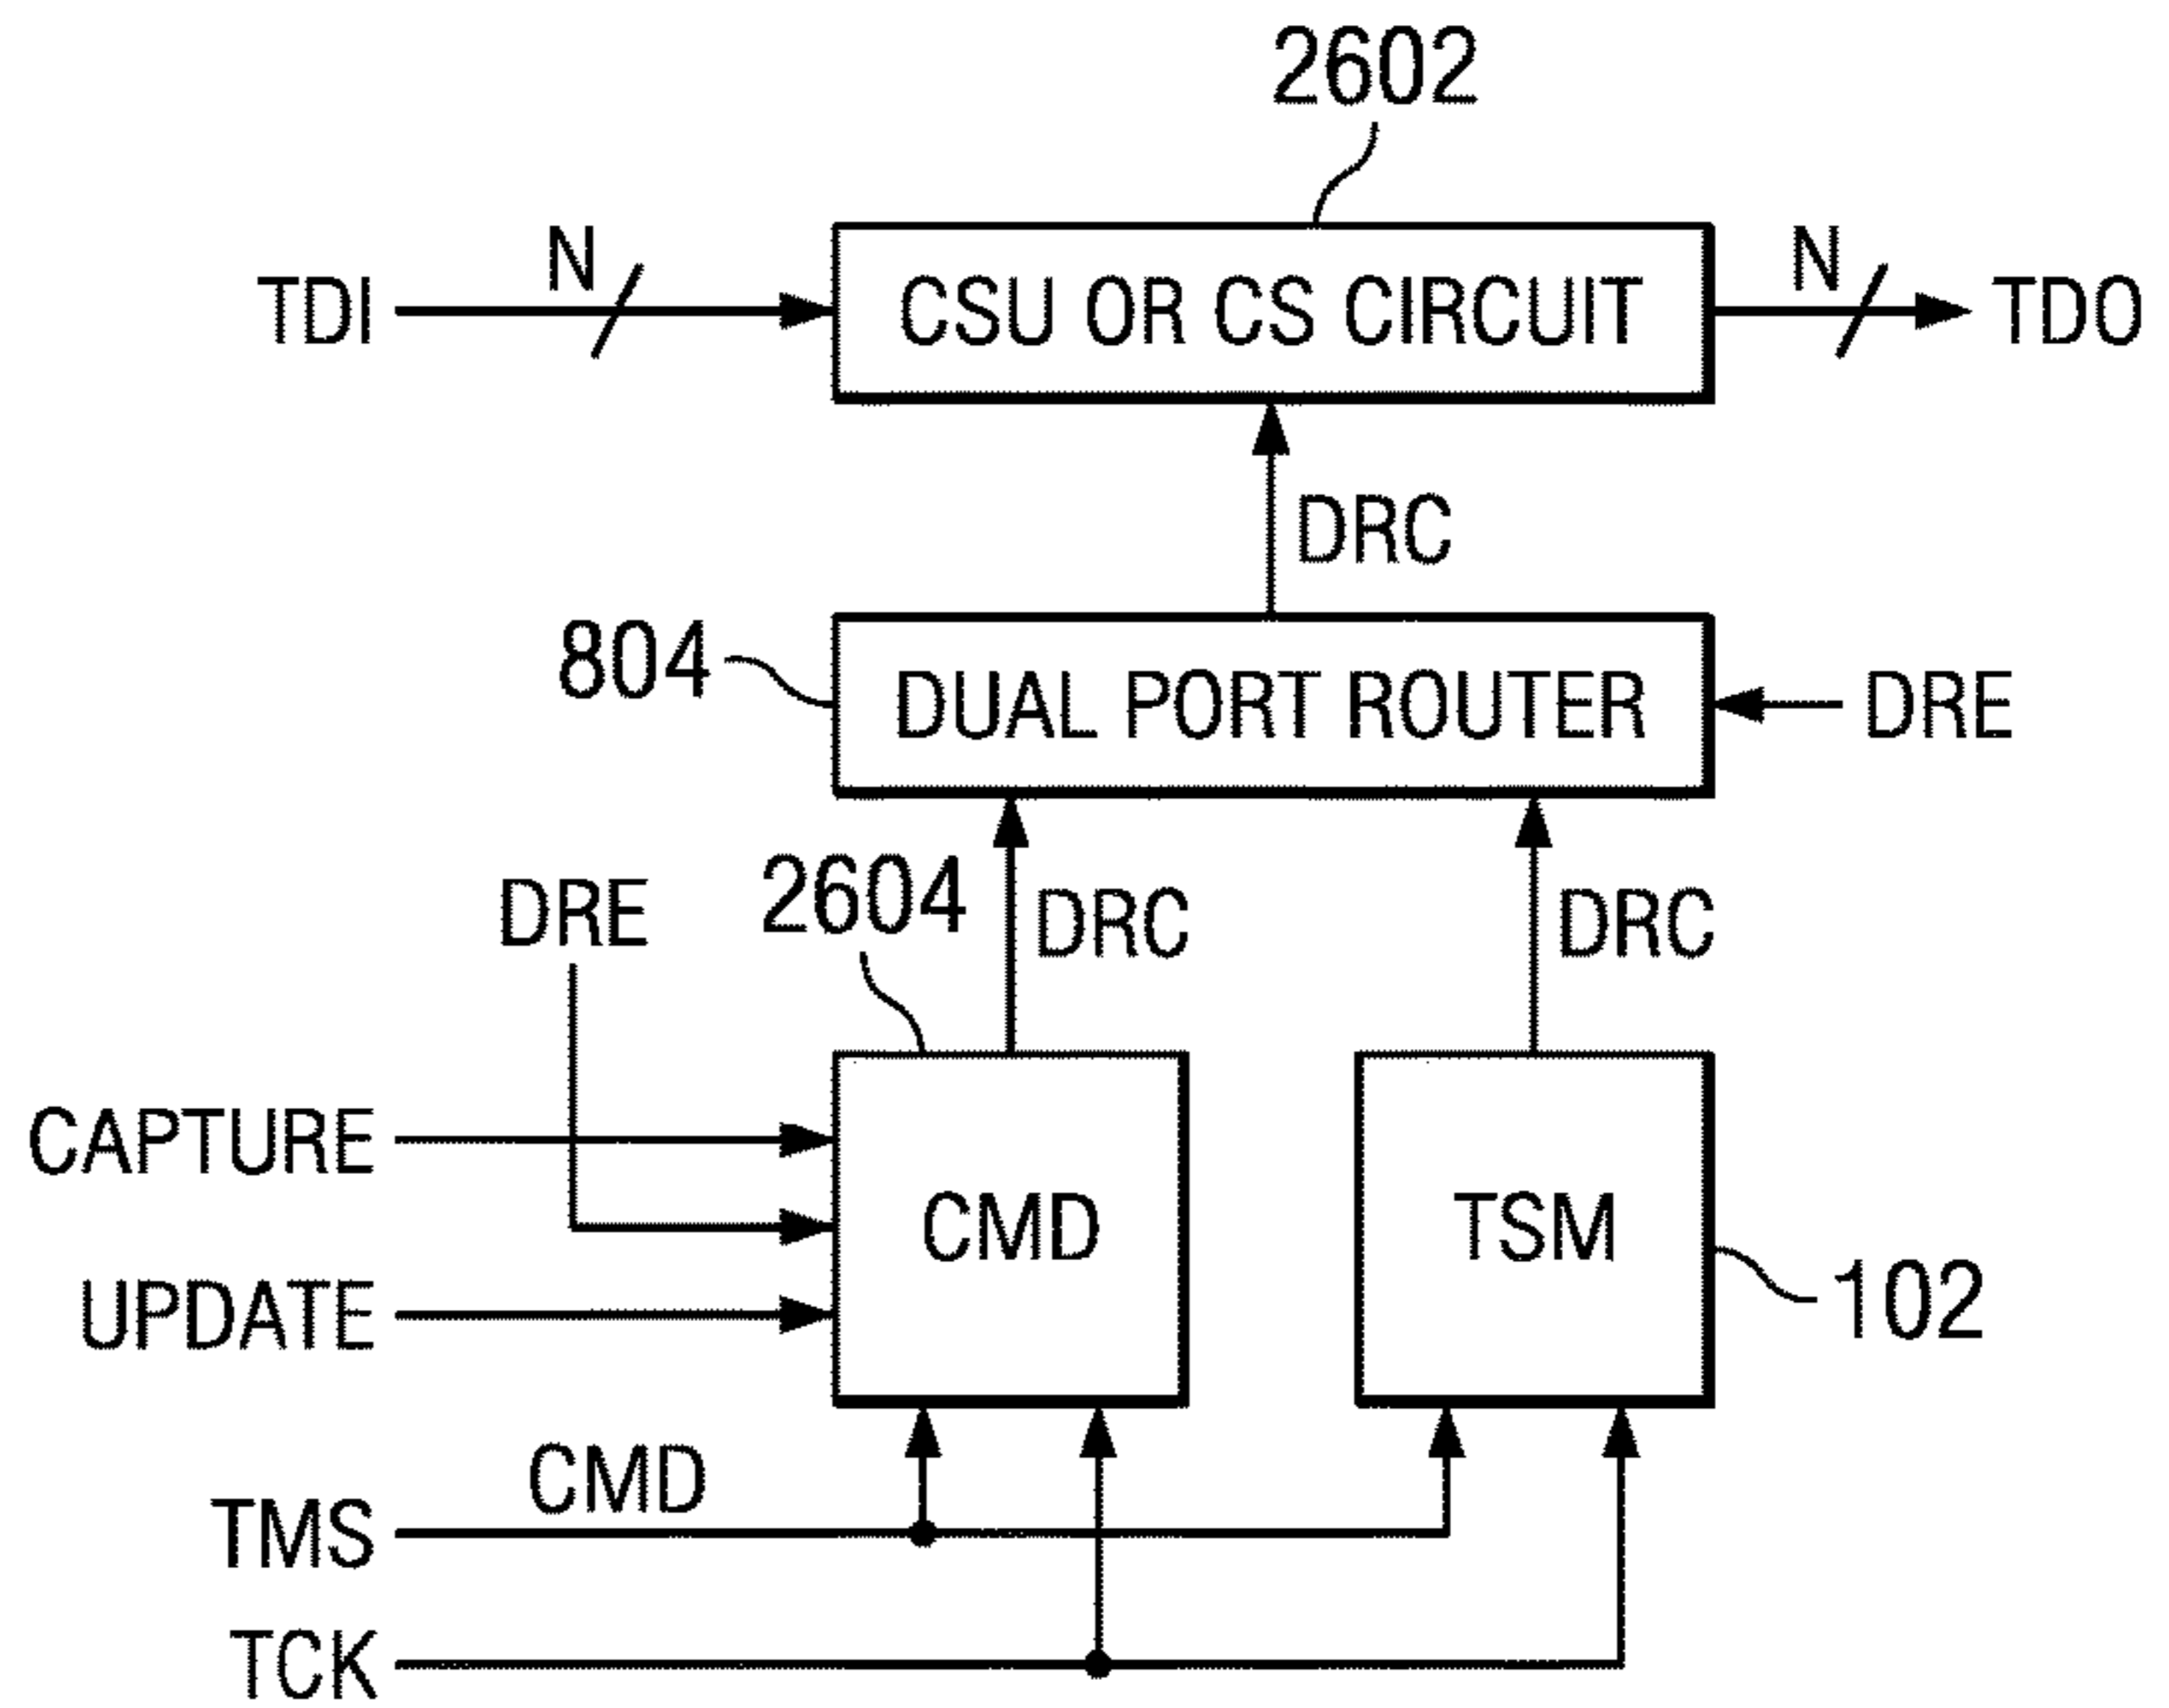 2602
N
N
TDI
CSU OR CS CIRCUIT
TDO
DRC
804
DUAL PORT ROUTER
DRE
DRE
2604
DRC
DRC
CAPTURE
CMD
TSM
UPDATE
102
CMD
TMS
TCK